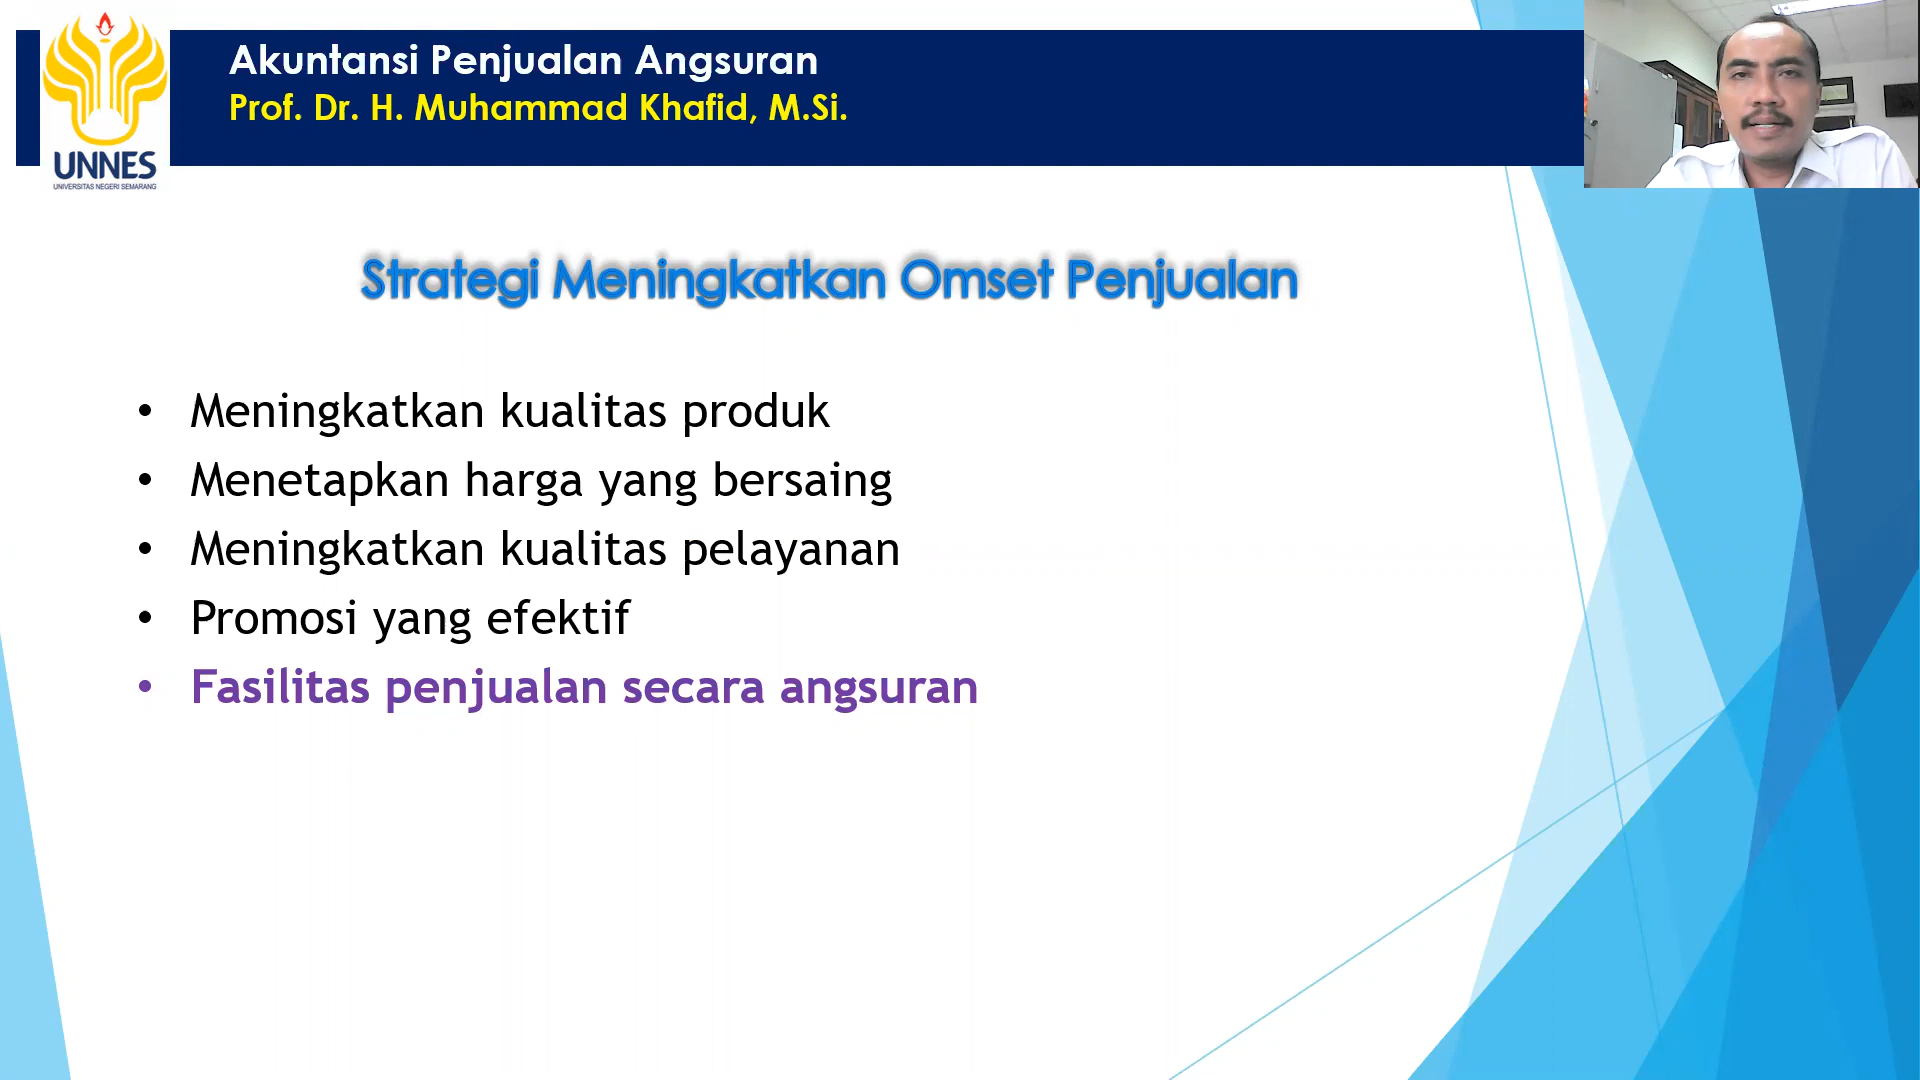 Akuntansi Penjualan Angsuran
Prof. Dr. H. Muhammad Khafid, M.Si.
UNNES
UNIVERSITAS NEGERI SEMARANG
Strategi Meningkatkan Omset Penjualan
• Meningkatkan kualitas produk
• Menetapkan harga yang bersaing
• Meningkatkan kualitas pelayanan
• Promosi yang efektif
• Fasilitas penjualan secara angsuran